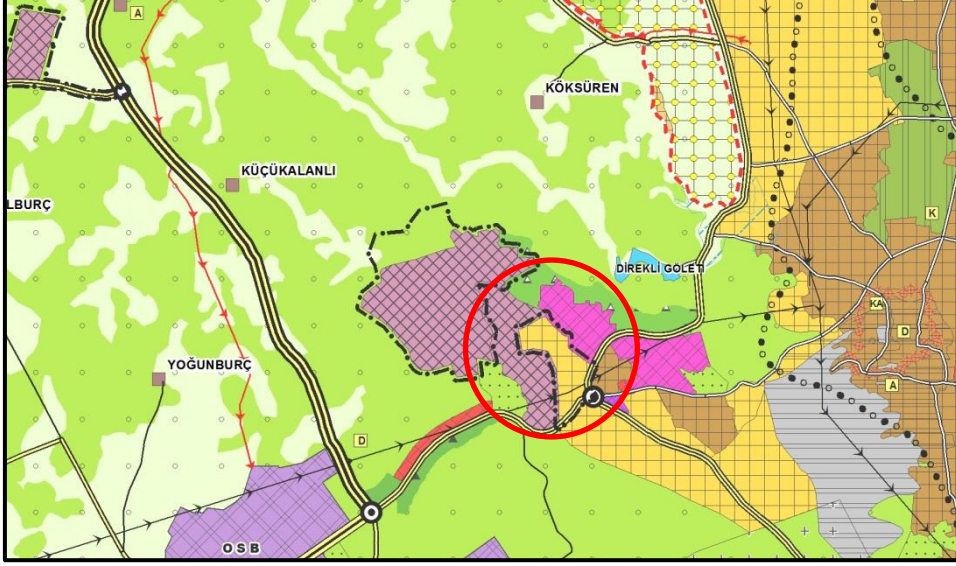 A
KÖKSÜREN
KÜÇÜKALANLI
LBURÇ
K
DİREKLİ GÖLETİ
KA
D
YOĞUNBURÇ
A
D
O S B